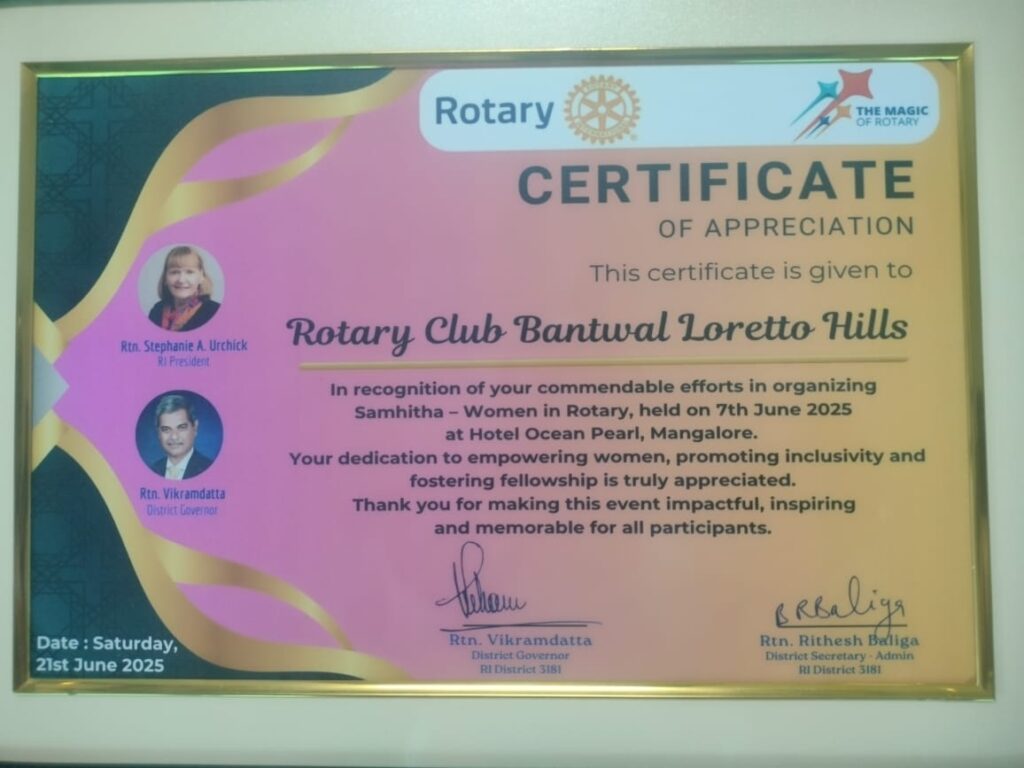 Rotary
THE MAGIC
OF ROTARY
CERTIFICATE
OF APPRECIATION
This certificate is given to
Rotary Club Bantwal Loretto Hills
Rtn. Stephanie A. Urchick
RI President
In recognition of your commendable efforts in organizing
Samhitha – Women in Rotary, held on 7th June 2025
at Hotel Ocean Pearl, Mangalore.
Your dedication to empowering women, promoting inclusivity and
fostering fellowship is truly appreciated.
Thank you for making this event impactful, inspiring
and memorable for all participants.
Rtn. Vikramdatta
District Governor
B R Baliga
Rtn. Vikramdatta
District Governor
RI District 3181
Rtn. Rithesh Baliga
District Secretary - Admin
RI District 3181
Date : Saturday,
21st June 2025